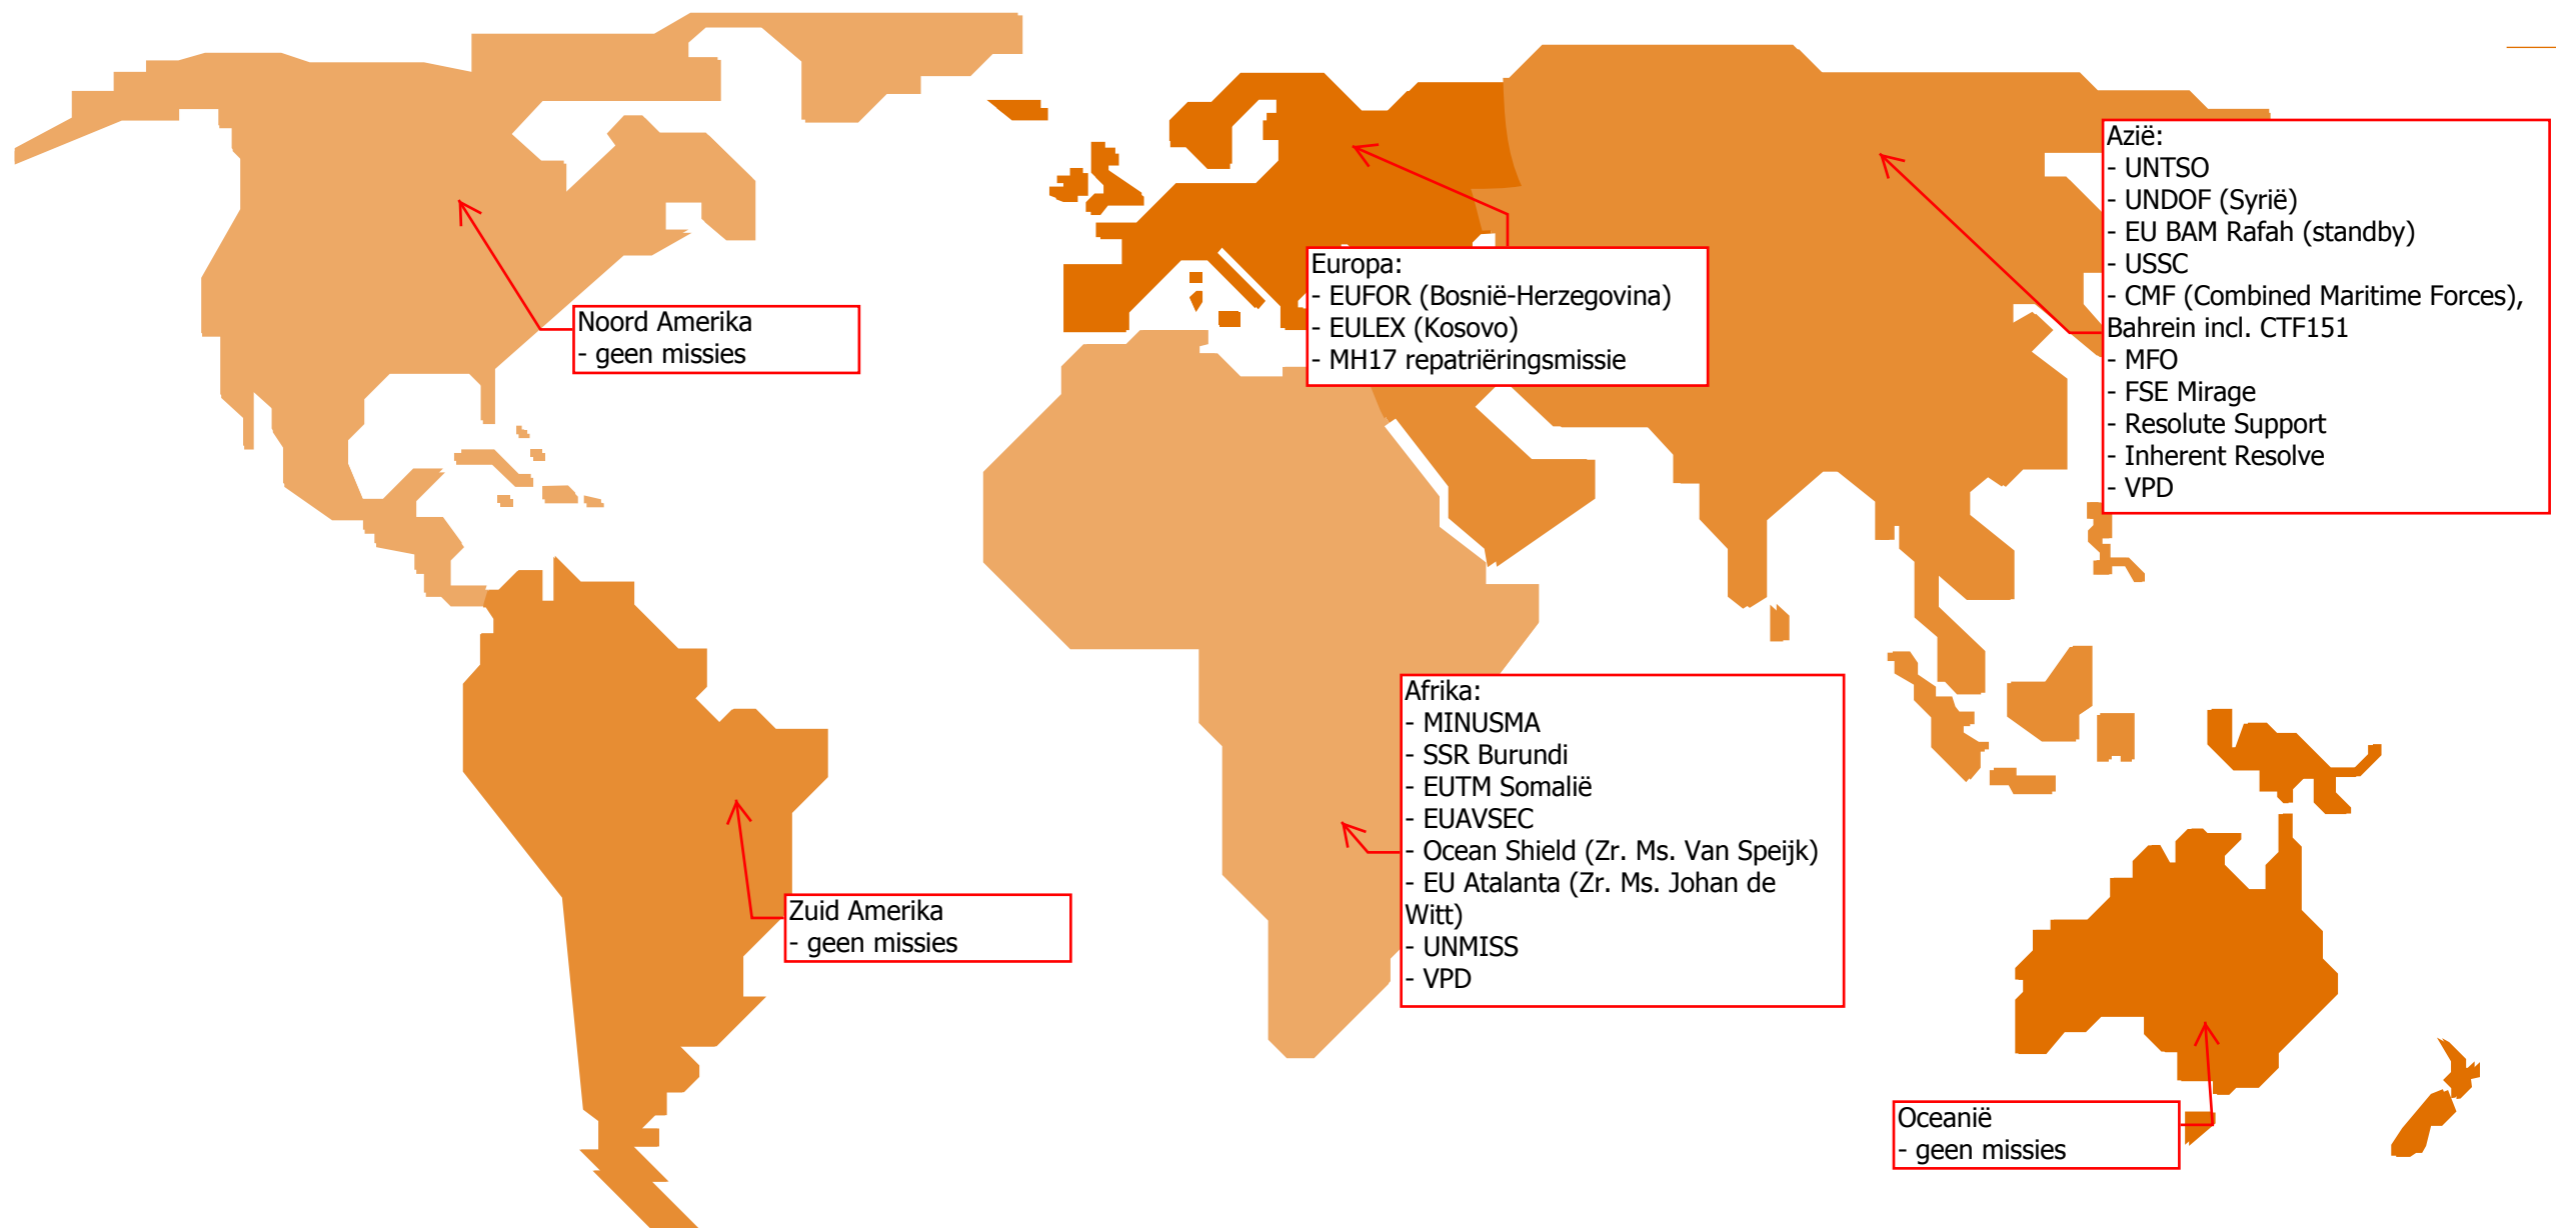 Noord Amerika
- geen missies
Europa:
- EUFOR (Bosnië-Herzegovina)
- EULEX (Kosovo)
- MH17 repatriëringsmissie
Azië:
- UNTSO
- UNDOF (Syrië)
- EU BAM Rafah (standby)
- USSC
- CMF (Combined Maritime Forces),
Bahrein incl. CTF151
- MFO
- FSE Mirage
- Resolute Support
- Inherent Resolve
- VPD
Zuid Amerika
- geen missies
Afrika:
- MINUSMA
- SSR Burundi
- EUTM Somalië
- EUAVSEC
- Ocean Shield (Zr. Ms. Van Speijk)
- EU Atalanta (Zr. Ms. Johan de
Witt)
- UNMISS
- VPD
Oceanië
- geen missies